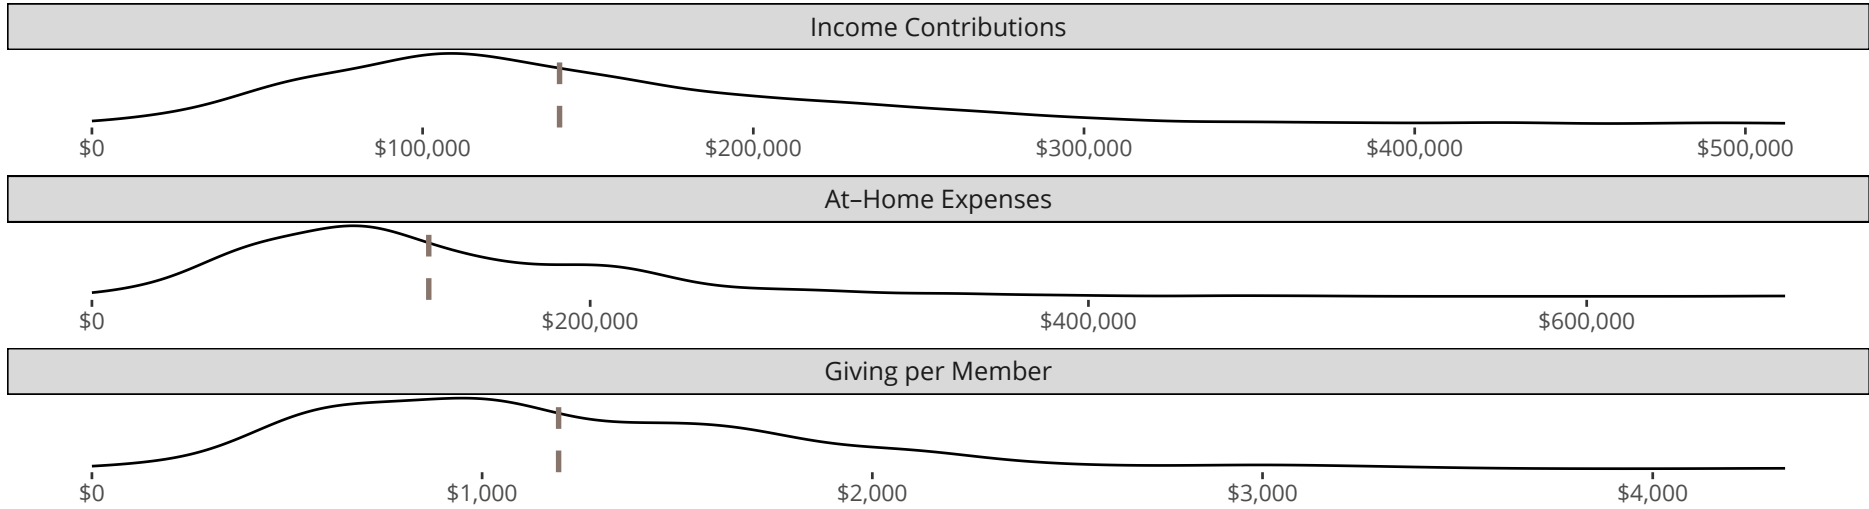 Income Contributions
$0 $100,000 $200,000 $300,000 $400,000 $500,000
At–Home Expenses
$0 $200,000 $400,000 $600,000
Giving per Member
$0 $1,000 $2,000 $3,000 $4,000